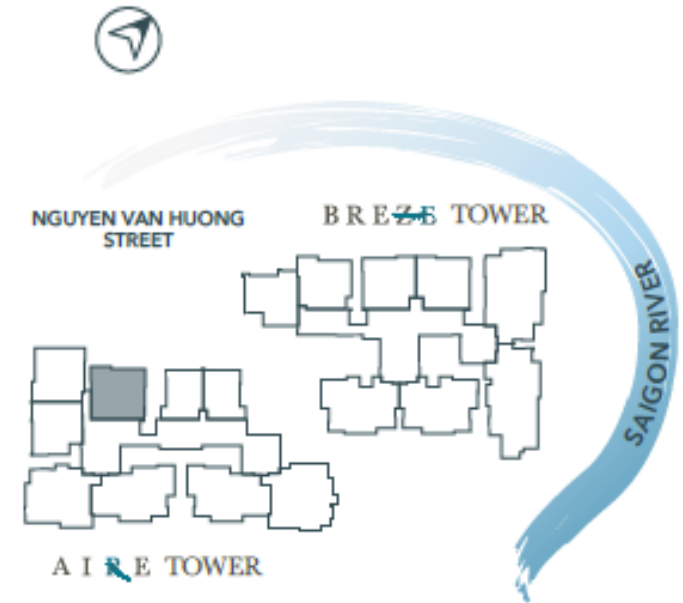 NGUYEN VAN HUONG
STREET
BREZE TOWER
SAIGON RIVER
AIRE TOWER